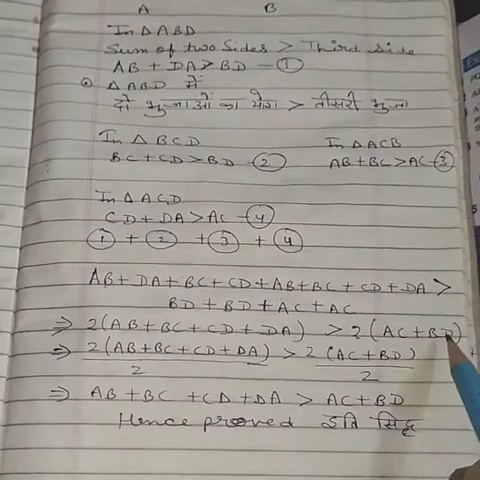 A B
In Δ ABD
Sum of two sides > Third side
AB + DA > BD — ①
Δ ABD में
दो भुजाओं का योग > तीसरी भुजा
In Δ BCD In Δ ACB
BC + CD > BD — ② AB + BC > AC — ③
In Δ ACD
CD + DA > AC — ④
① + ② + ③ + ④
AB + DA + BC + CD + AB + BC + CD + DA >
BD + BD + AC + AC
⇒ 2(AB + BC + CD + DA) > 2(AC + BD)
⇒ 2(AB + BC + CD + DA) > 2(AC + BD)
2 2
⇒ AB + BC + CD + DA > AC + BD
Hence proved इति सिद्ध